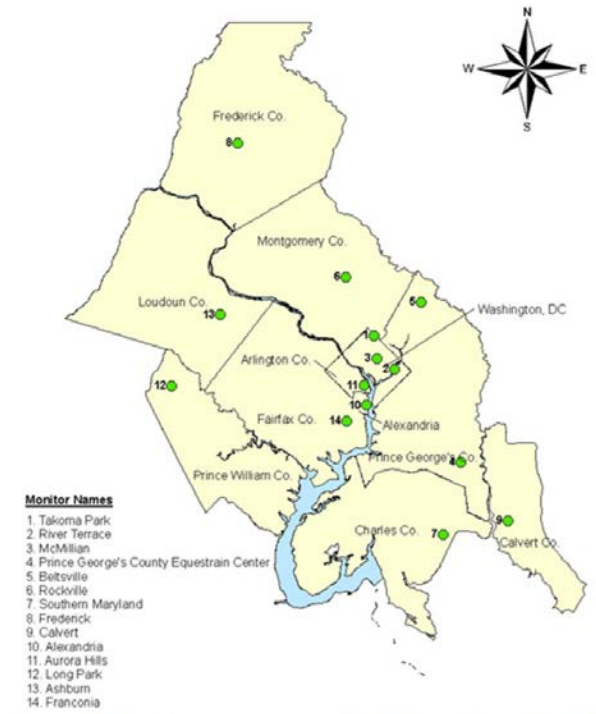 N
W E
S
Frederick Co.
8
Montgomery Co.
6
5
Loudoun Co.
13
Washington, DC
1
3
Arlington Co.
2
12
11
10
Fairfax Co.
14
Alexandria
Prince George's Co.
4
Prince William Co.
Charles Co.
7
9
Calvert Co.
Monitor Names
1. Takoma Park
2. River Terrace
3. McMillian
4. Prince George's County Equestrain Center
5. Beltsville
6. Rockville
7. Southern Maryland
8. Frederick
9. Calvert
10. Alexandria
11. Aurora Hills
12. Long Park
13. Ashburn
14. Franconia